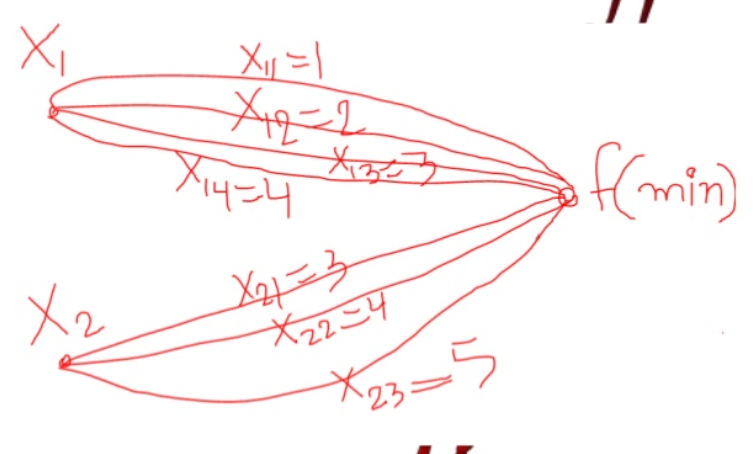 X₁
X₁₁=1
X₁₂=2
X₁₃=3
X₁₄=4
f(min)
X₂₁=3
X₂
X₂₂=4
X₂₃=5